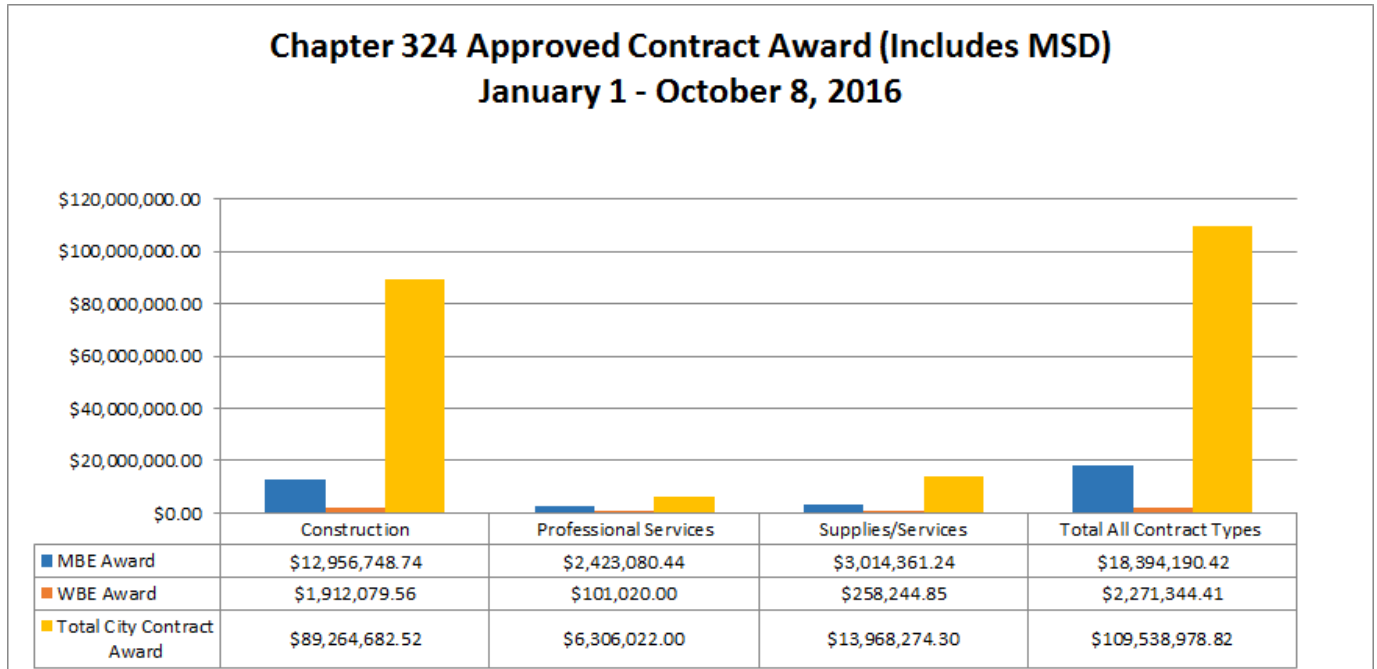 Chapter 324 Approved Contract Award (Includes MSD)
January 1 - October 8, 2016
$120,000,000.00
$100,000,000.00
$80,000,000.00
$60,000,000.00
$40,000,000.00
$20,000,000.00
$0.00
Construction Professional Services Supplies/Services Total All Contract Types
MBE Award $12,956,748.74 $2,423,080.44 $3,014,361.24 $18,394,190.42
WBE Award $1,912,079.56 $101,020.00 $258,244.85 $2,271,344.41
Total City Contract
Award $89,264,682.52 $6,306,022.00 $13,968,274.30 $109,538,978.82